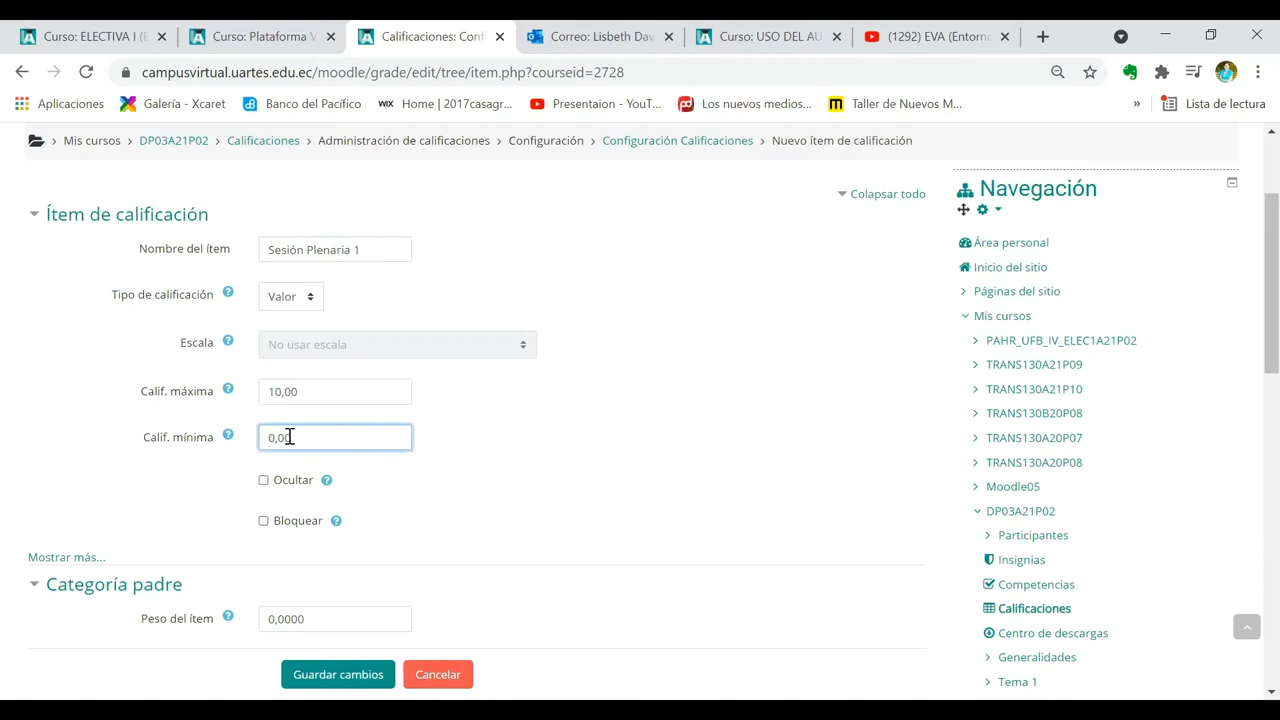 Curso: ELECTIVA I (E
Curso: Plataforma V
Calificaciones: Confi
Correo: Lisbeth Dav
Curso: USO DEL AU
(1292) EVA (Entorno
campusvirtual.uartes.edu.ec/moodle/grade/edit/tree/item.php?courseid=2728
Aplicaciones
Galería - Xcaret
Banco del Pacífico
WIX
Home | 2017casagr...
Presentaion - YouT...
Los nuevos medios...
Taller de Nuevos M...
»
Lista de lectura
Mis cursos > DP03A21P02 > Calificaciones > Administración de calificaciones > Configuración > Configuración Calificaciones > Nuevo ítem de calificación
Colapsar todo
Ítem de calificación
Nombre del ítem
Sesión Plenaria 1
Tipo de calificación
Valor
Escala
No usar escala
Calif. máxima
10,00
Calif. mínima
0,00
Ocultar
Bloquear
Mostrar más...
Categoría padre
Peso del ítem
0,0000
Guardar cambios
Cancelar
Navegación
Área personal
Inicio del sitio
Páginas del sitio
Mis cursos
PAHR_UFB_IV_ELEC1A21P02
TRANS130A21P09
TRANS130A21P10
TRANS130B20P08
TRANS130A20P07
TRANS130A20P08
Moodle05
DP03A21P02
Participantes
Insignias
Competencias
Calificaciones
Centro de descargas
Generalidades
Tema 1